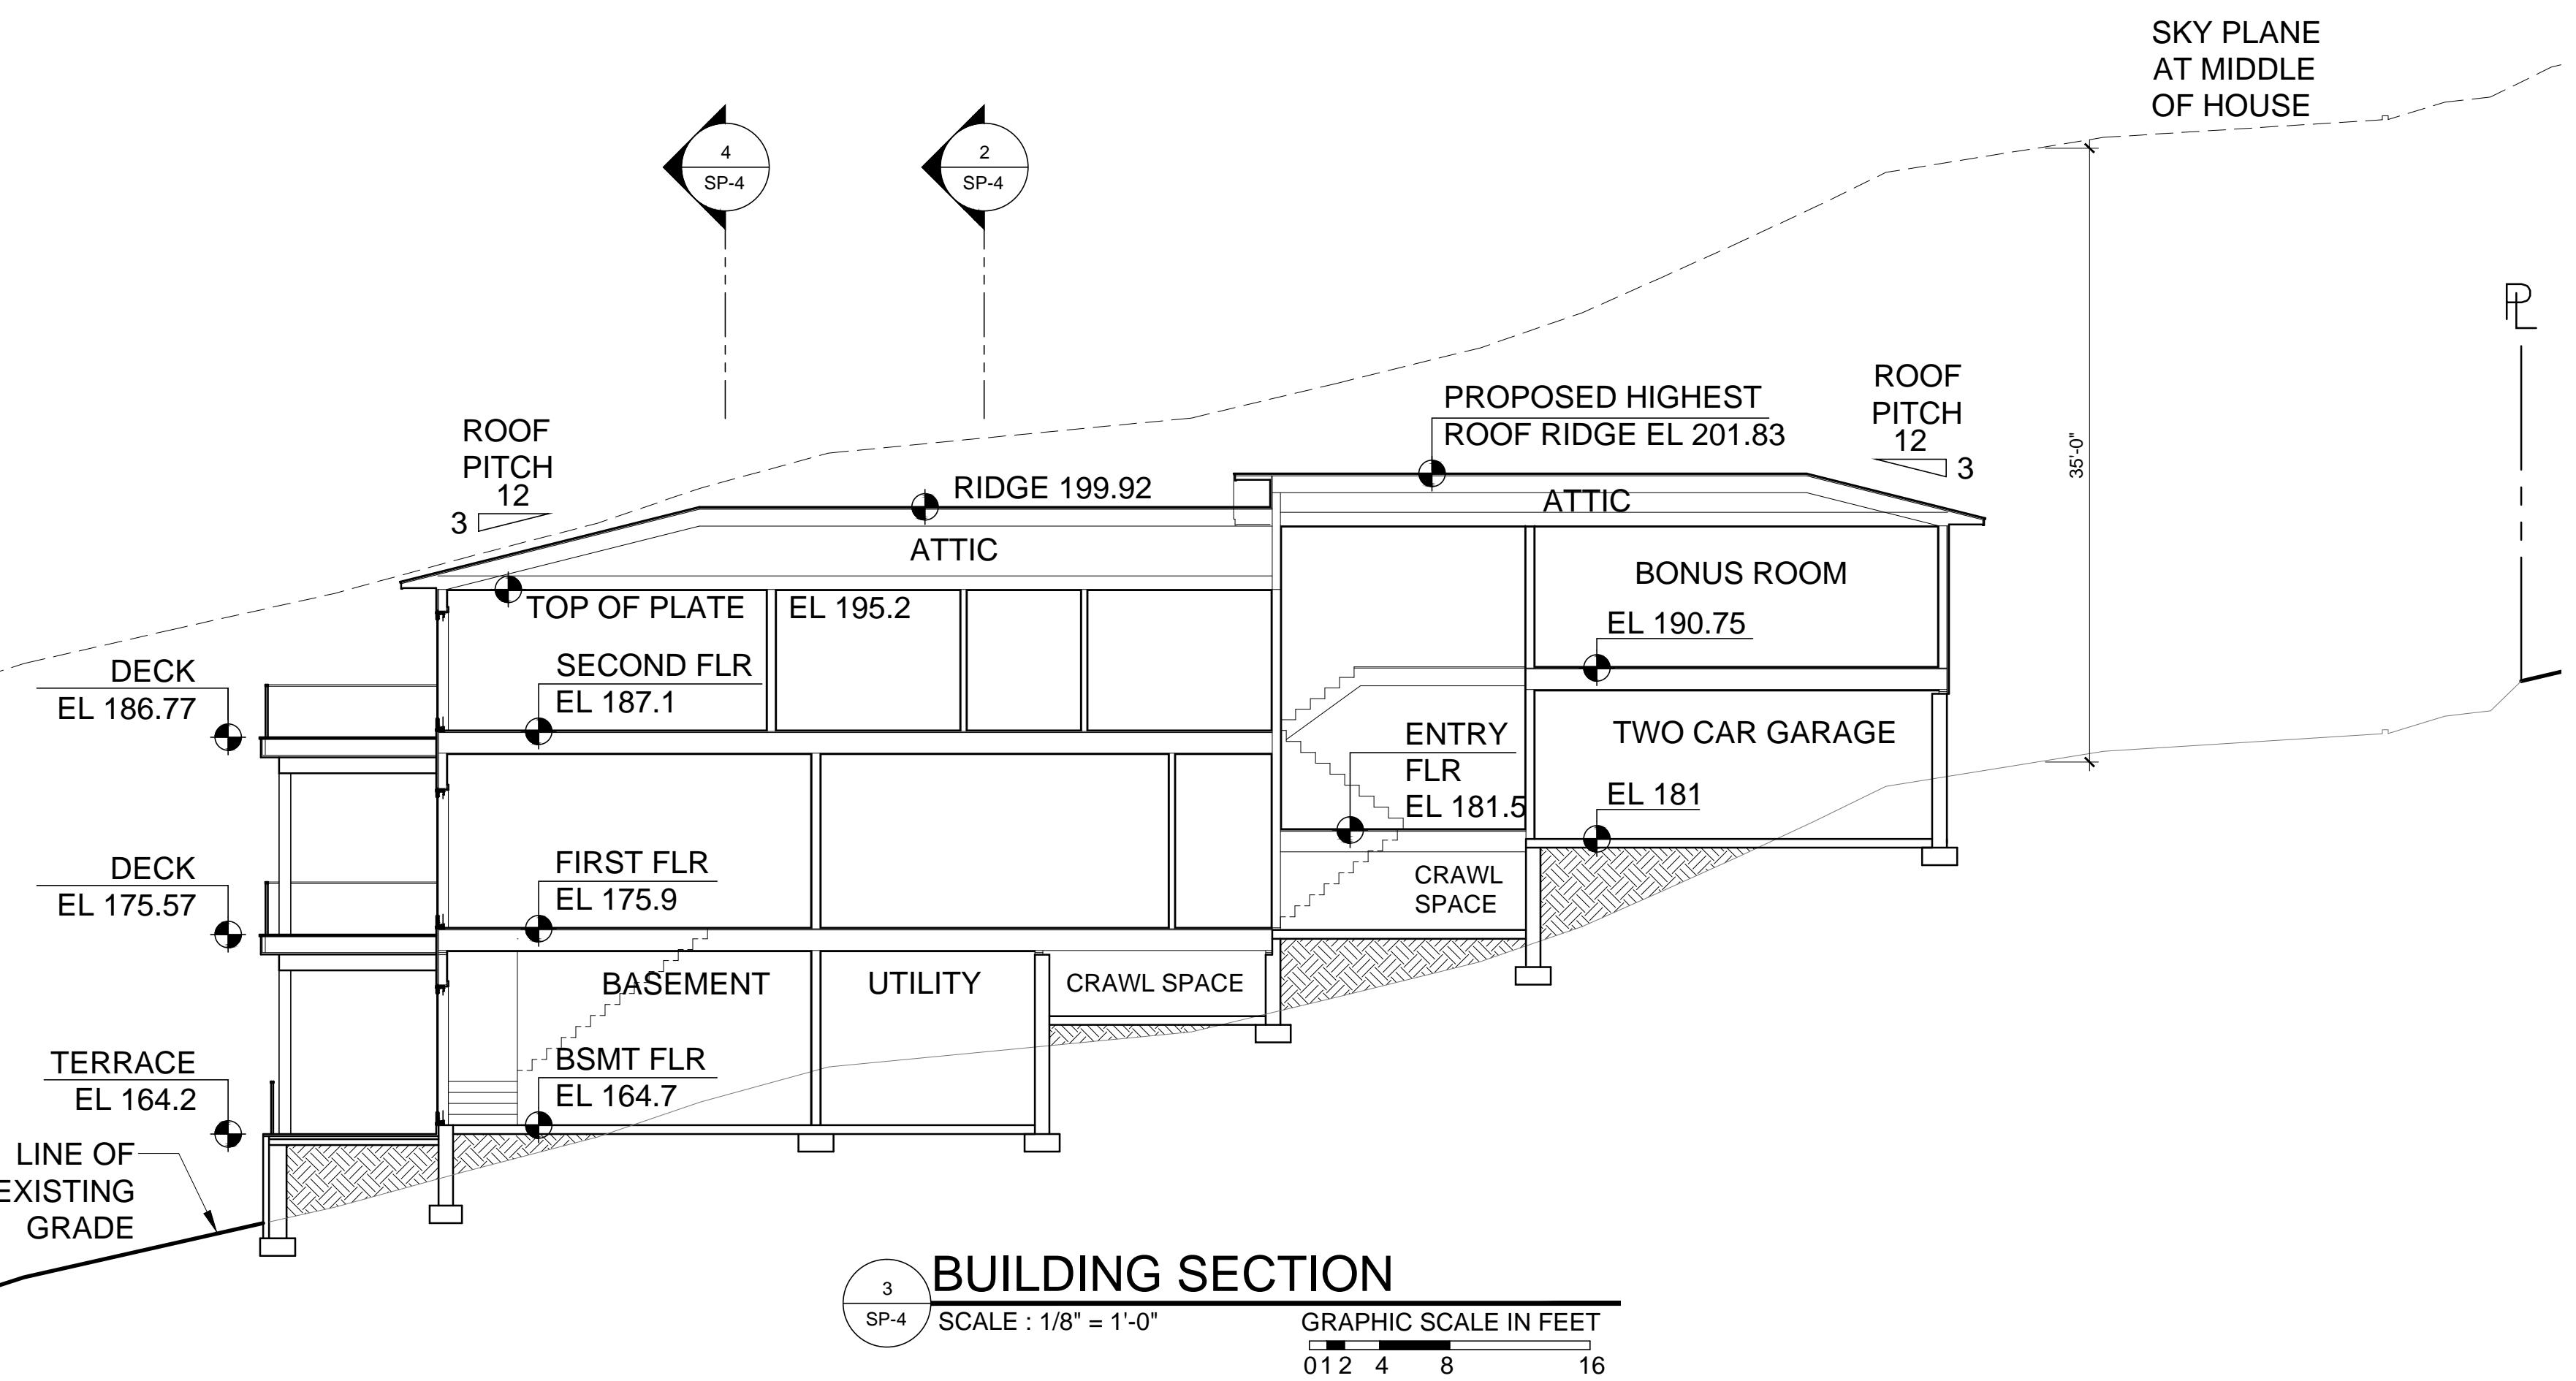 SKY PLANE
AT MIDDLE
OF HOUSE
4
SP-4
2
SP-4
PL
ROOF
PITCH
12
3
ROOF
PITCH
12
3
PROPOSED HIGHEST
ROOF RIDGE EL 201.83
35'-0"
RIDGE 199.92
ATTIC
ATTIC
BONUS ROOM
EL 190.75
TOP OF PLATE
EL 195.2
DECK
EL 186.77
SECOND FLR
EL 187.1
ENTRY
FLR
EL 181.5
TWO CAR GARAGE
EL 181
DECK
EL 175.57
FIRST FLR
EL 175.9
CRAWL
SPACE
BASEMENT
UTILITY
CRAWL SPACE
TERRACE
EL 164.2
BSMT FLR
EL 164.7
LINE OF
EXISTING
GRADE
3
SP-4
BUILDING SECTION
SCALE : 1/8" = 1'-0"
GRAPHIC SCALE IN FEET
0 1 2 4 8 16